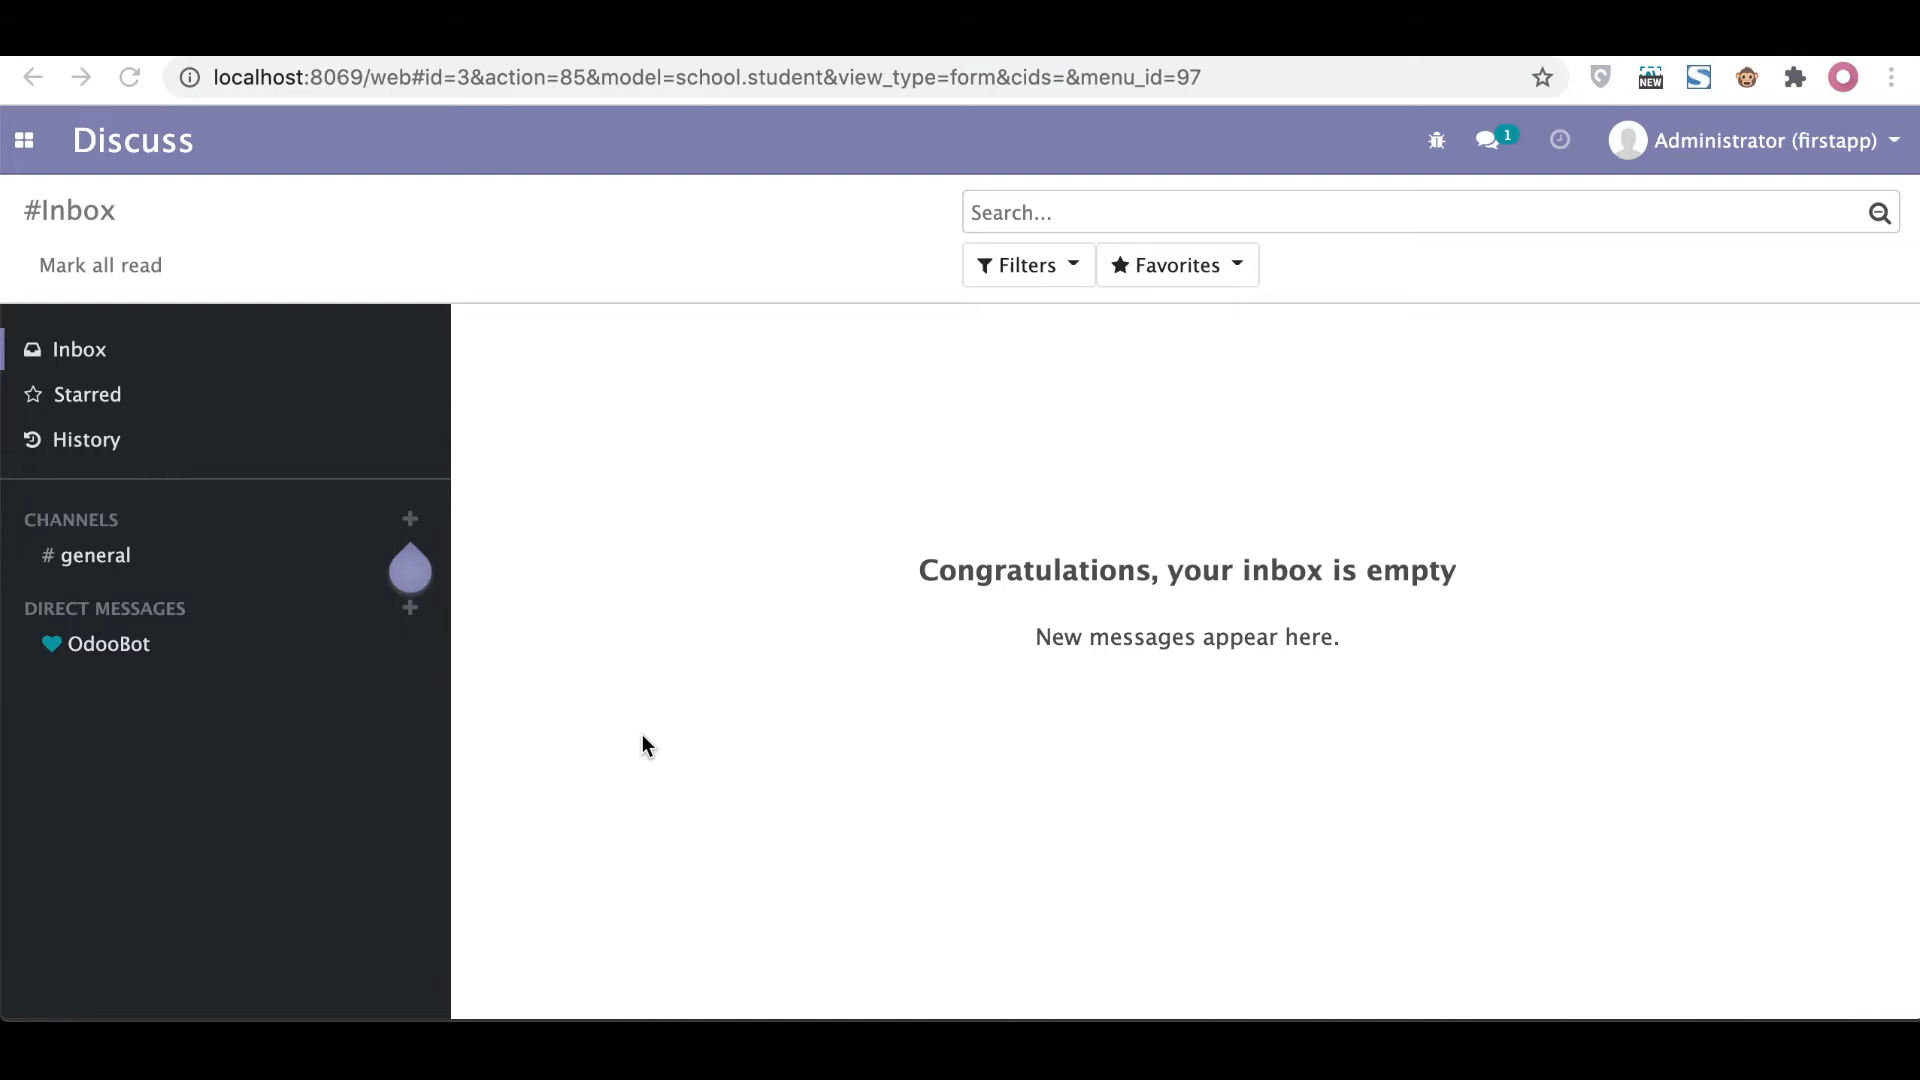 localhost:8069/web#id=3&action=85&model=school.student&view_type=form&cids=&menu_id=97
NEW
Discuss
1
Administrator (firstapp)
#Inbox
Search...
Mark all read
Filters
Favorites
Inbox
Starred
History
CHANNELS
# general
DIRECT MESSAGES
OdooBot
Congratulations, your inbox is empty
New messages appear here.